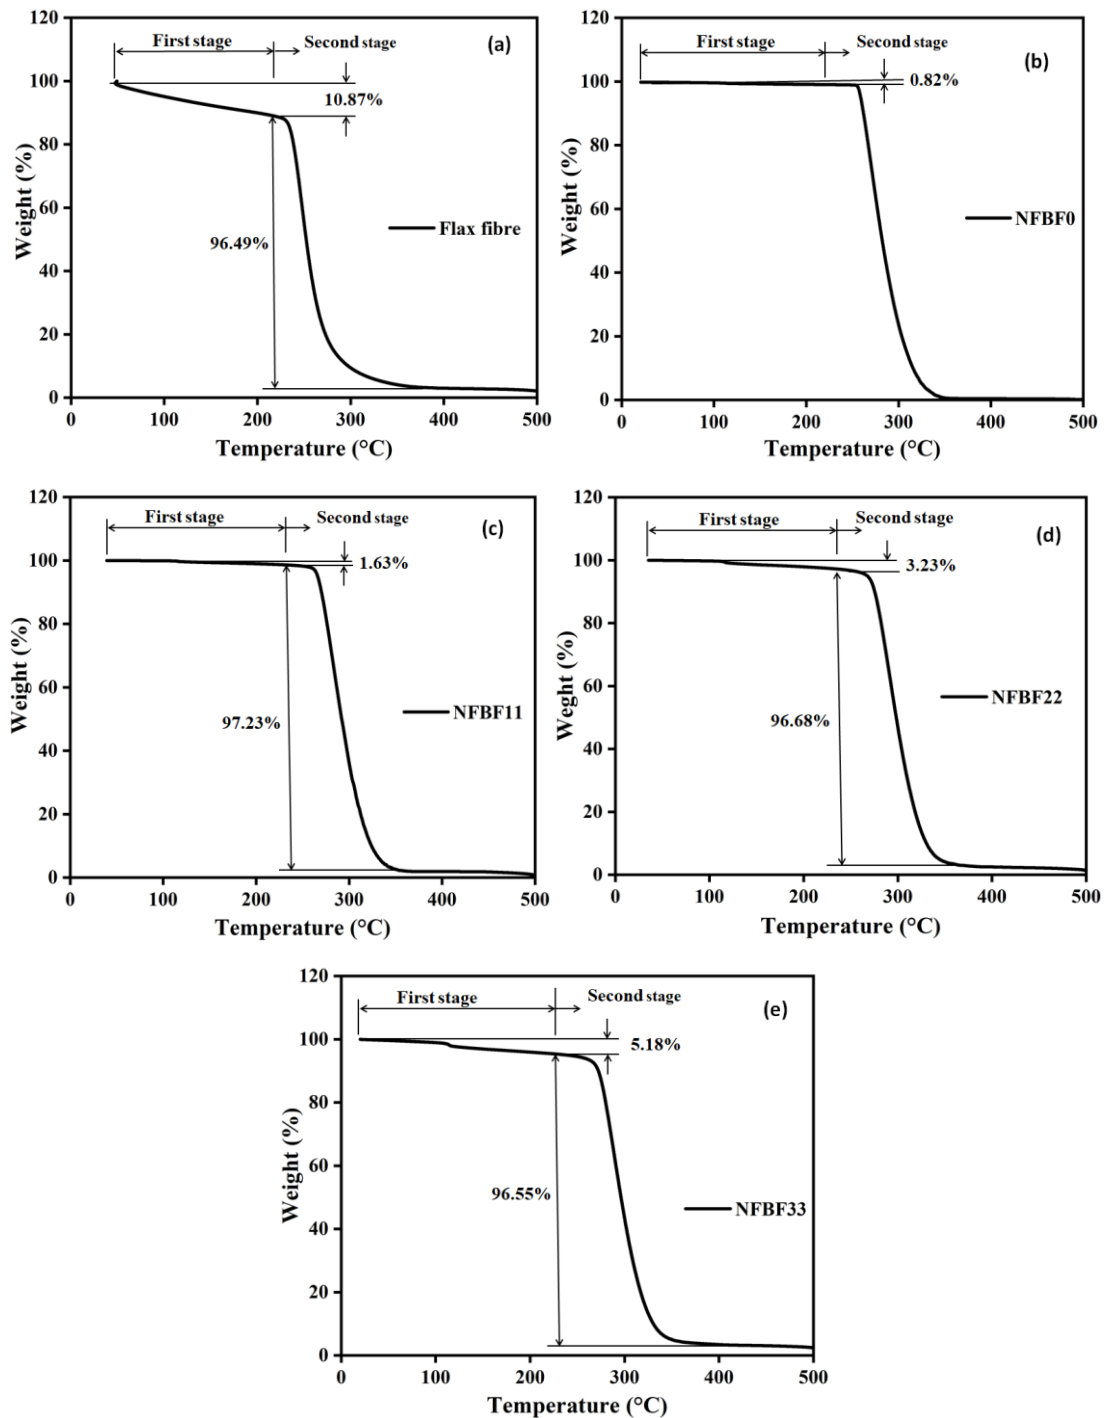 120
First stage
Second stage
(a)
100
10.87%
80
Weight (%)
60
Flax fibre
96.49%
40
20
0
0 100 200 300 400 500
Temperature (°C)
120
First stage
Second stage
(b)
100
0.82%
80
Weight (%)
60
NFBF0
40
20
0
0 100 200 300 400 500
Temperature (°C)
120
First stage
Second stage
(c)
100
1.63%
80
Weight (%)
60
NFBF11
97.23%
40
20
0
0 100 200 300 400 500
Temperature (°C)
120
First stage
Second stage
(d)
100
3.23%
80
Weght (%)
60
NFBF22
96.68%
40
20
0
0 100 200 300 400 500
Temperature (°C)
120
First stage
Second stage
(e)
100
5.18%
80
Weight (%)
60
96.55%
NFBF33
40
20
0
0 100 200 300 400 500
Temperature (°C)